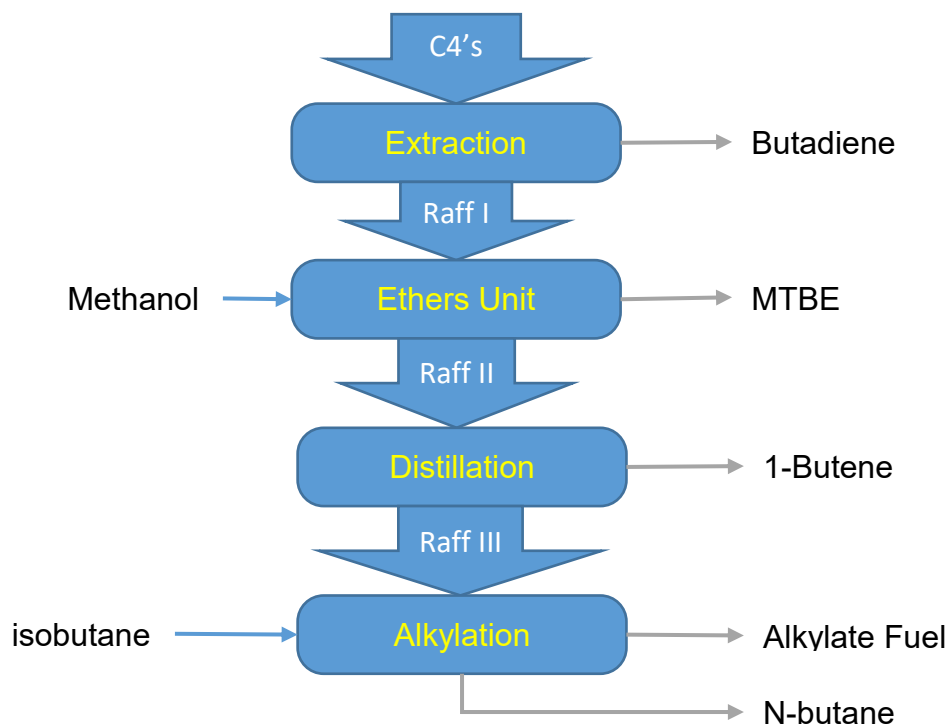 C4's
Extraction
Butadiene
Raff I
Methanol
Ethers Unit
MTBE
Raff II
Distillation
1-Butene
Raff III
isobutane
Alkylation
Alkylate Fuel
N-butane